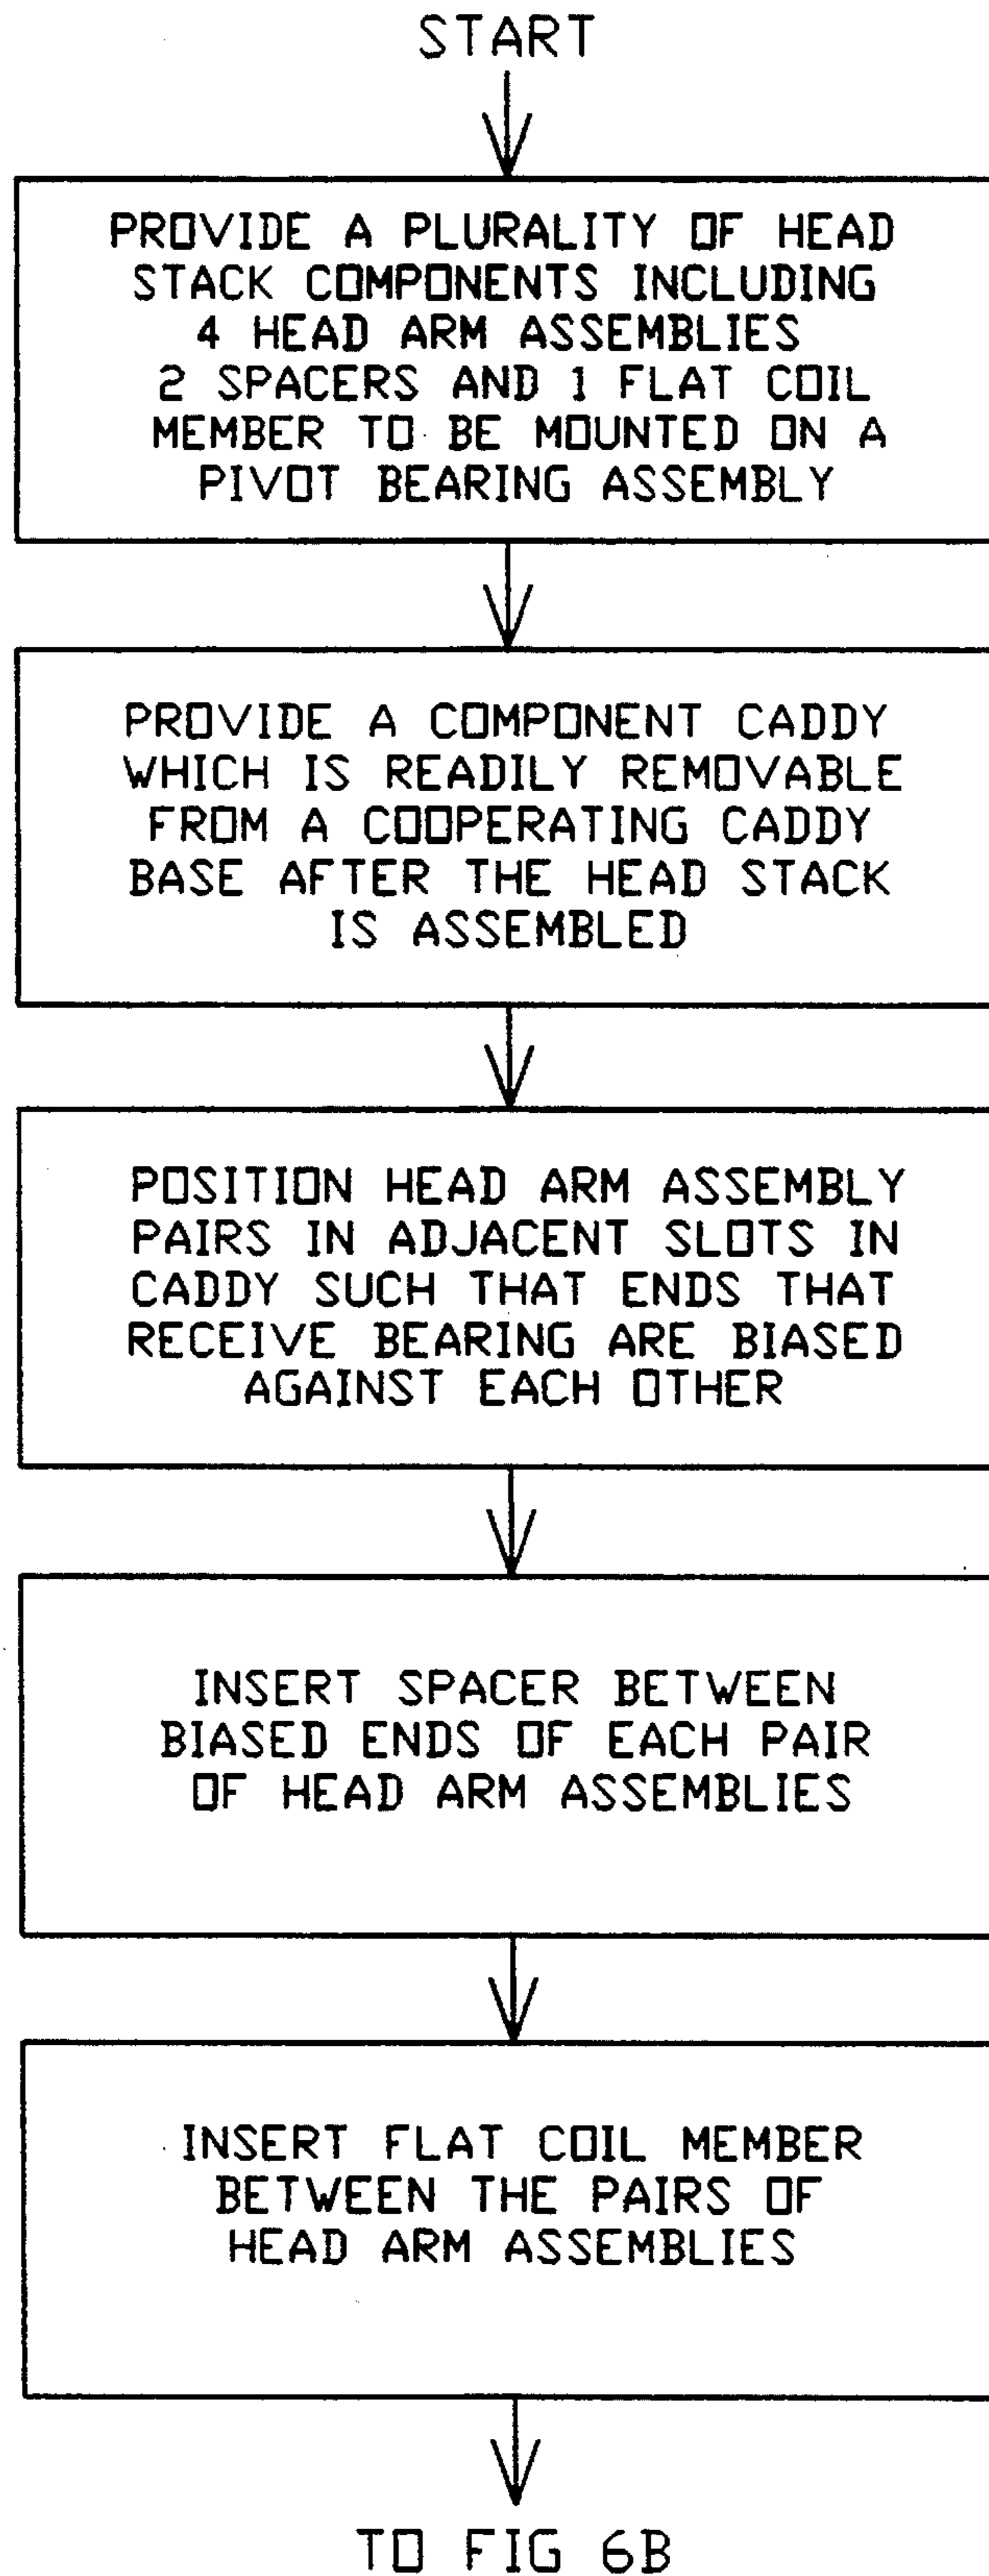 START
PROVIDE A PLURALITY OF HEAD
STACK COMPONENTS INCLUDING
4 HEAD ARM ASSEMBLIES
2 SPACERS AND 1 FLAT COIL
MEMBER TO BE MOUNTED ON A
PIVOT BEARING ASSEMBLY
PROVIDE A COMPONENT CADDY
WHICH IS READILY REMOVABLE
FROM A COOPERATING CADDY
BASE AFTER THE HEAD STACK
IS ASSEMBLED
POSITION HEAD ARM ASSEMBLY
PAIRS IN ADJACENT SLOTS IN
CADDY SUCH THAT ENDS THAT
RECEIVE BEARING ARE BIASED
AGAINST EACH OTHER
INSERT SPACER BETWEEN
BIASED ENDS OF EACH PAIR
OF HEAD ARM ASSEMBLIES
INSERT FLAT COIL MEMBER
BETWEEN THE PAIRS OF
HEAD ARM ASSEMBLIES
TO FIG 6B